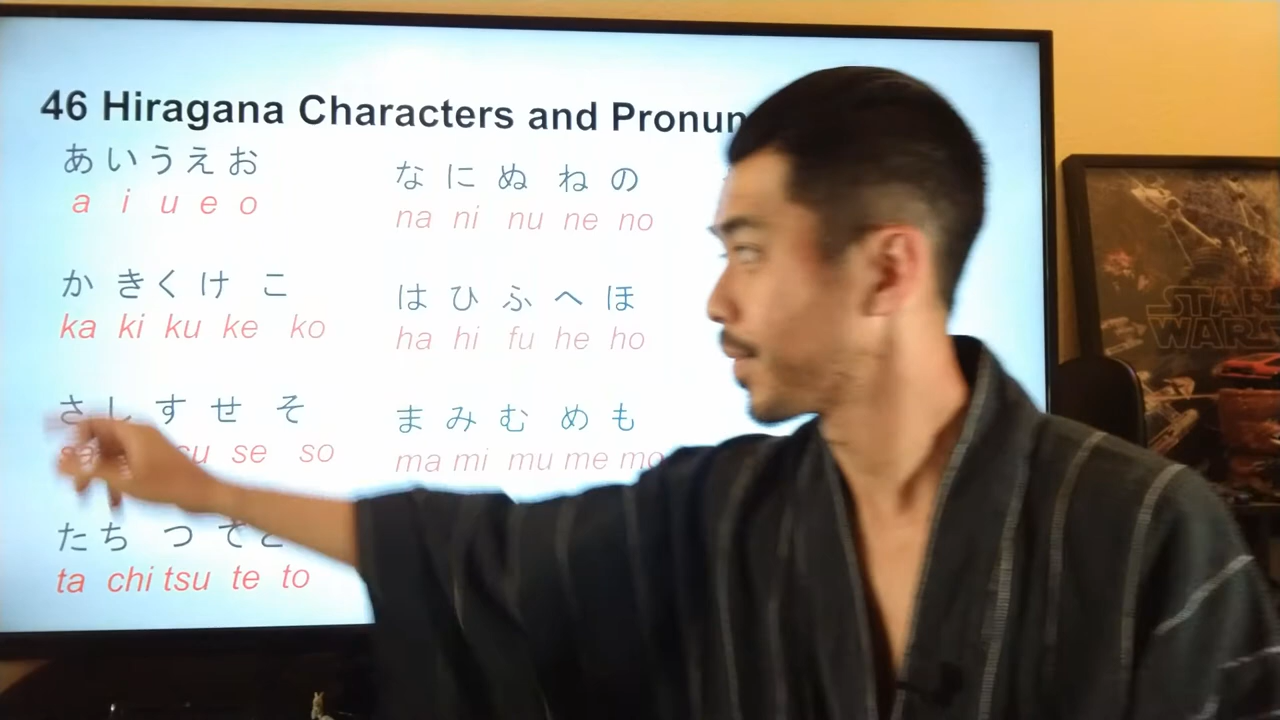 46 Hiragana Characters and
あいうえお
a i u e o
かきくけ こ
ka ki ku ke ko
さしすせ そ
su se so
たち つ て
ta chi tsu te to
な に ぬ ね の
na ni nu ne no
は ひ ふ へ ほ
ha hi fu he ho
ま み む め も
ma mi mu me mo
STAR
WARS